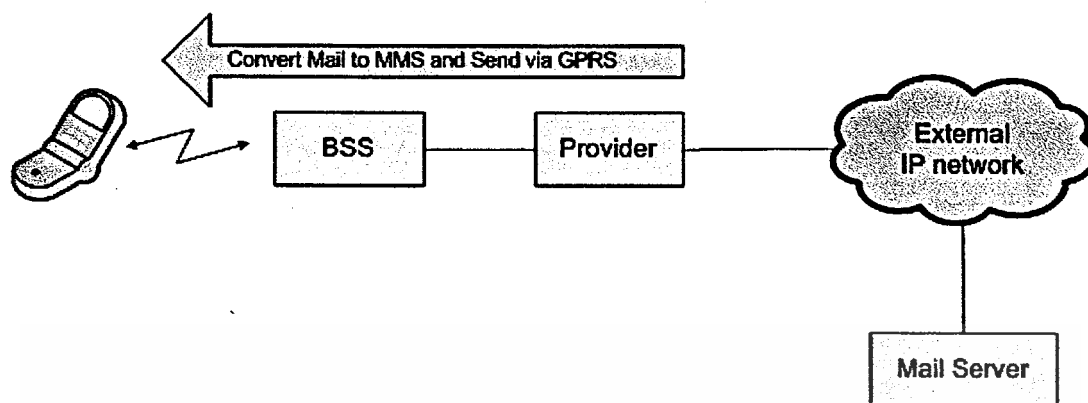 Convert Mail to MMS and Send via GPRS
BSS
Provider
External
IP network
Mail Server